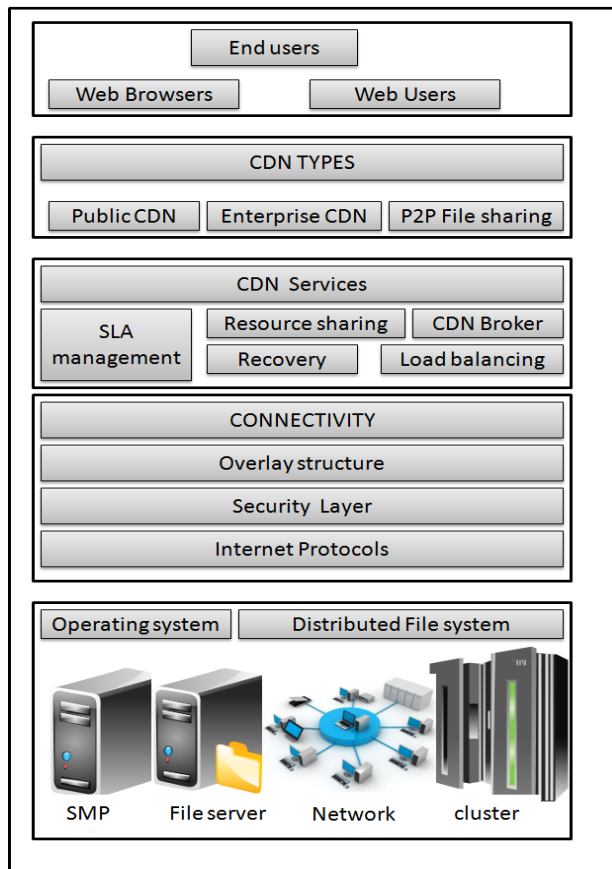 End users
Web Browsers Web Users
CDN TYPES
Public CDN Enterprise CDN P2P File sharing
CDN Services
SLA management
Resource sharing CDN Broker
Recovery Load balancing
CONNECTIVITY
Overlay structure
Security Layer
Internet Protocols
Operating system Distributed File system
SMP File server Network cluster